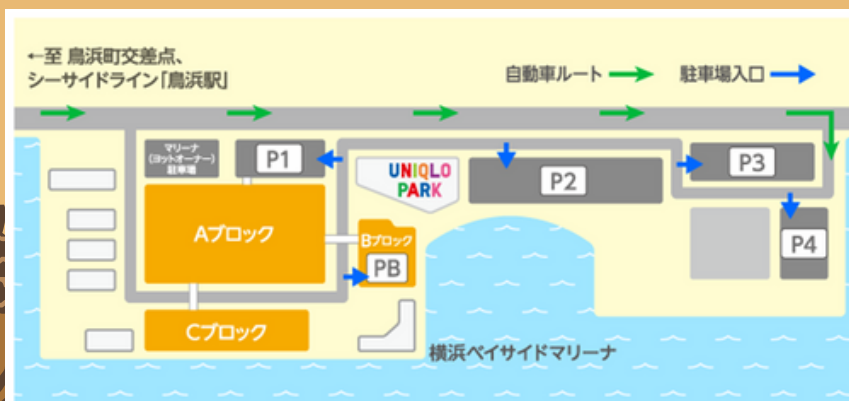 ←至 鳥浜町交差点、
シーサイドライン「鳥浜駅」
自動車ルート
駐車場入口
マリーナ
(ヨットオーナー)
駐車場
P1
UNIQLO
PARK
P2
P3
P4
Aブロック
Bブロック
PB
Cブロック
横浜ベイサイドマリーナ